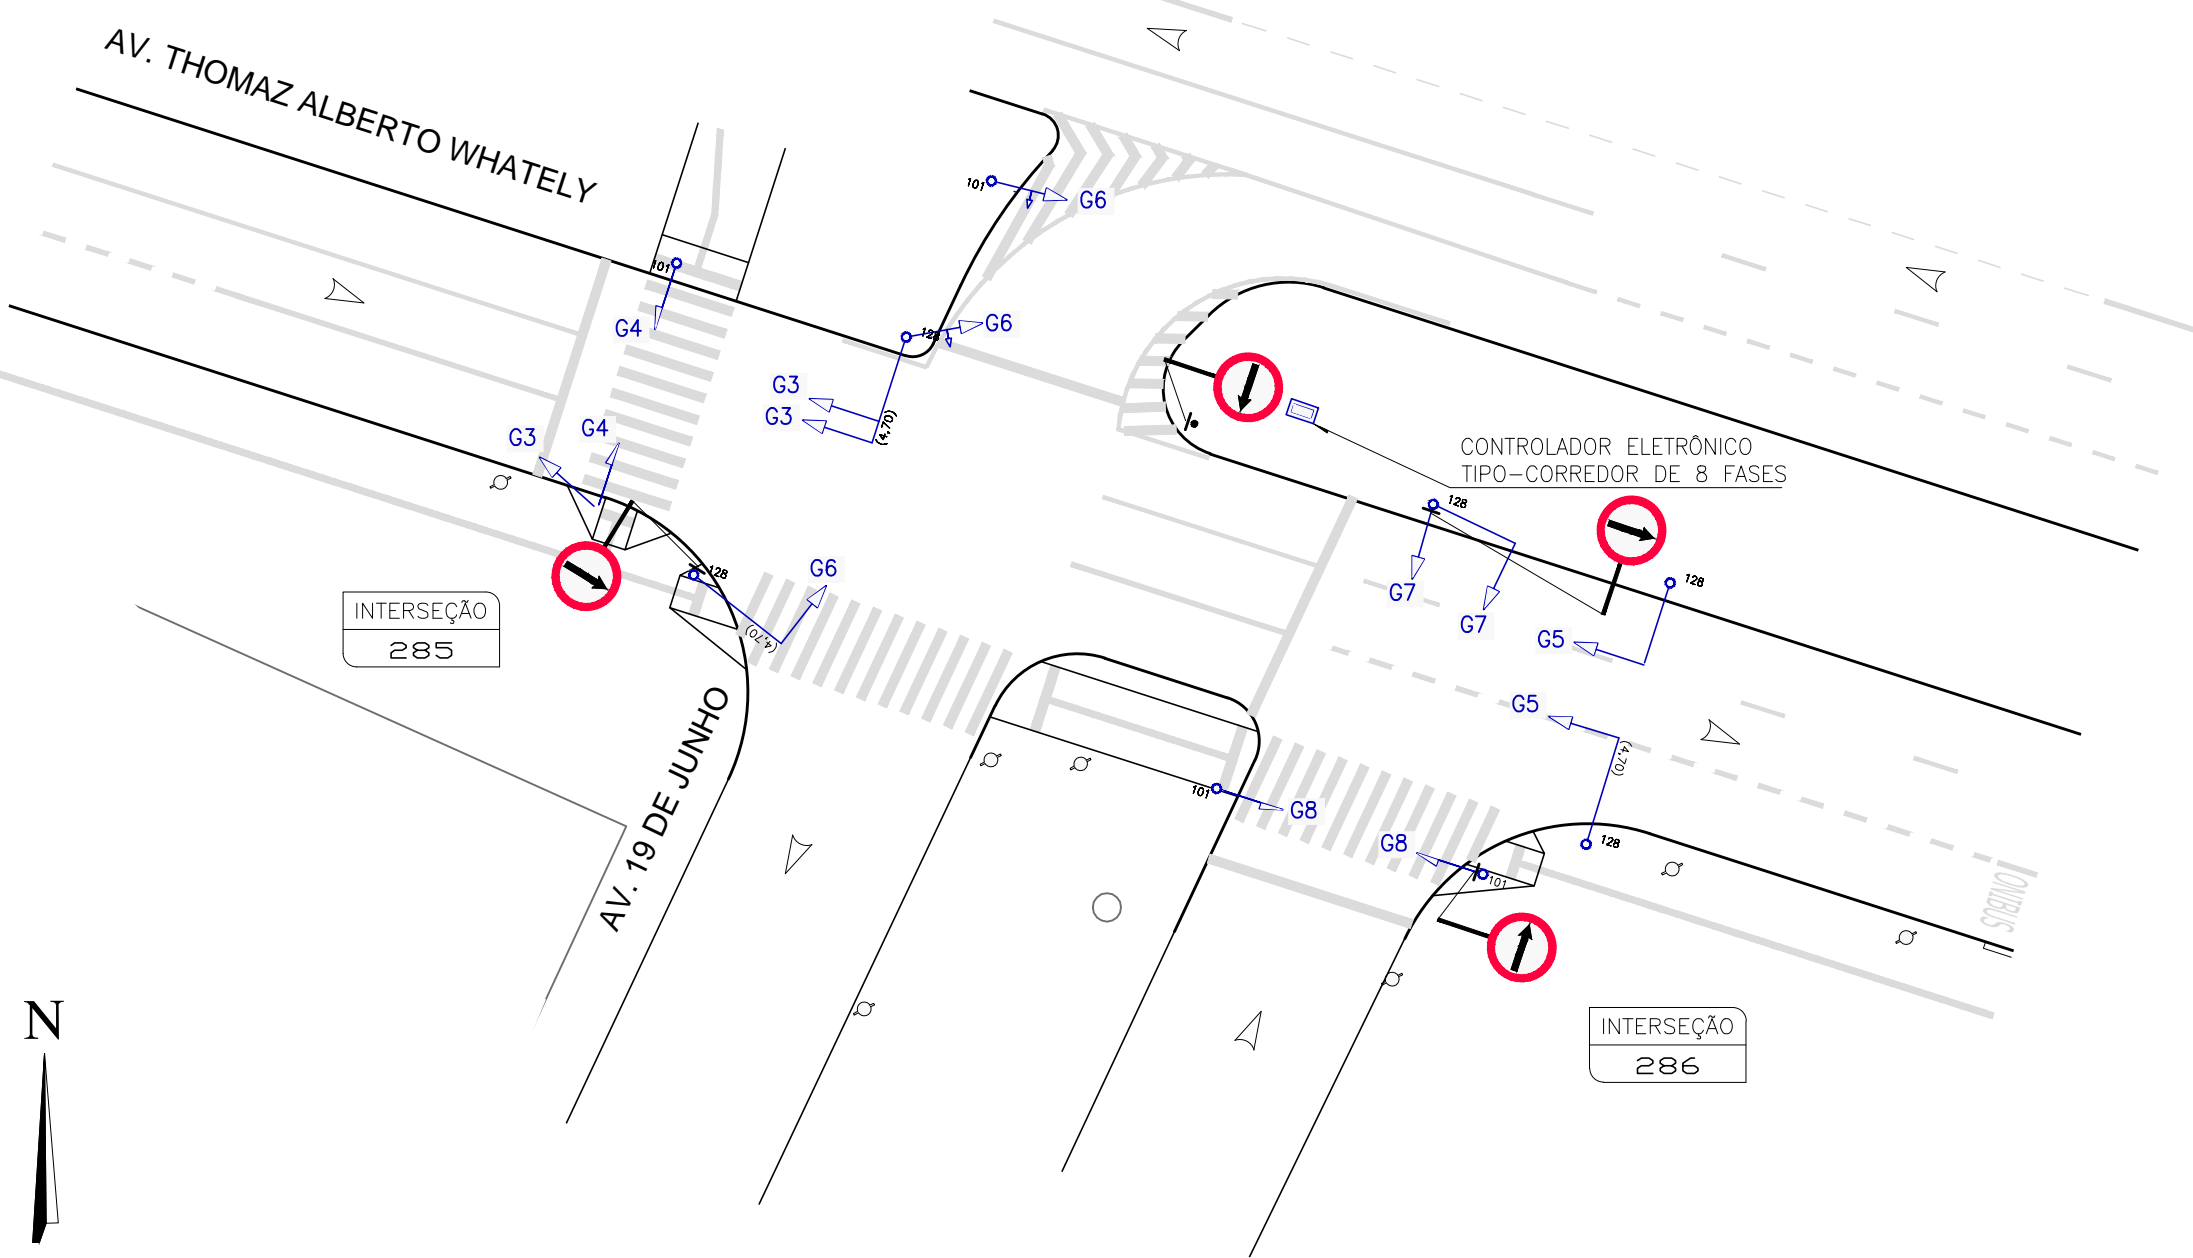 AV. THOMAZ ALBERTO WHATELY
101
G6
101
G4
128
G6
G3
G3
(4,70)
G3
G4
CONTROLADOR ELETRÔNICO
TIPO-CORREDOR DE 8 FASES
128
G7
G7
128
G5
128
G6
(4,70)
INTERSEÇÃO
285
AV. 19 DE JUNHO
G5
(4,70)
101
G8
G8
101
128
ONIBUS
INTERSEÇÃO
286
N